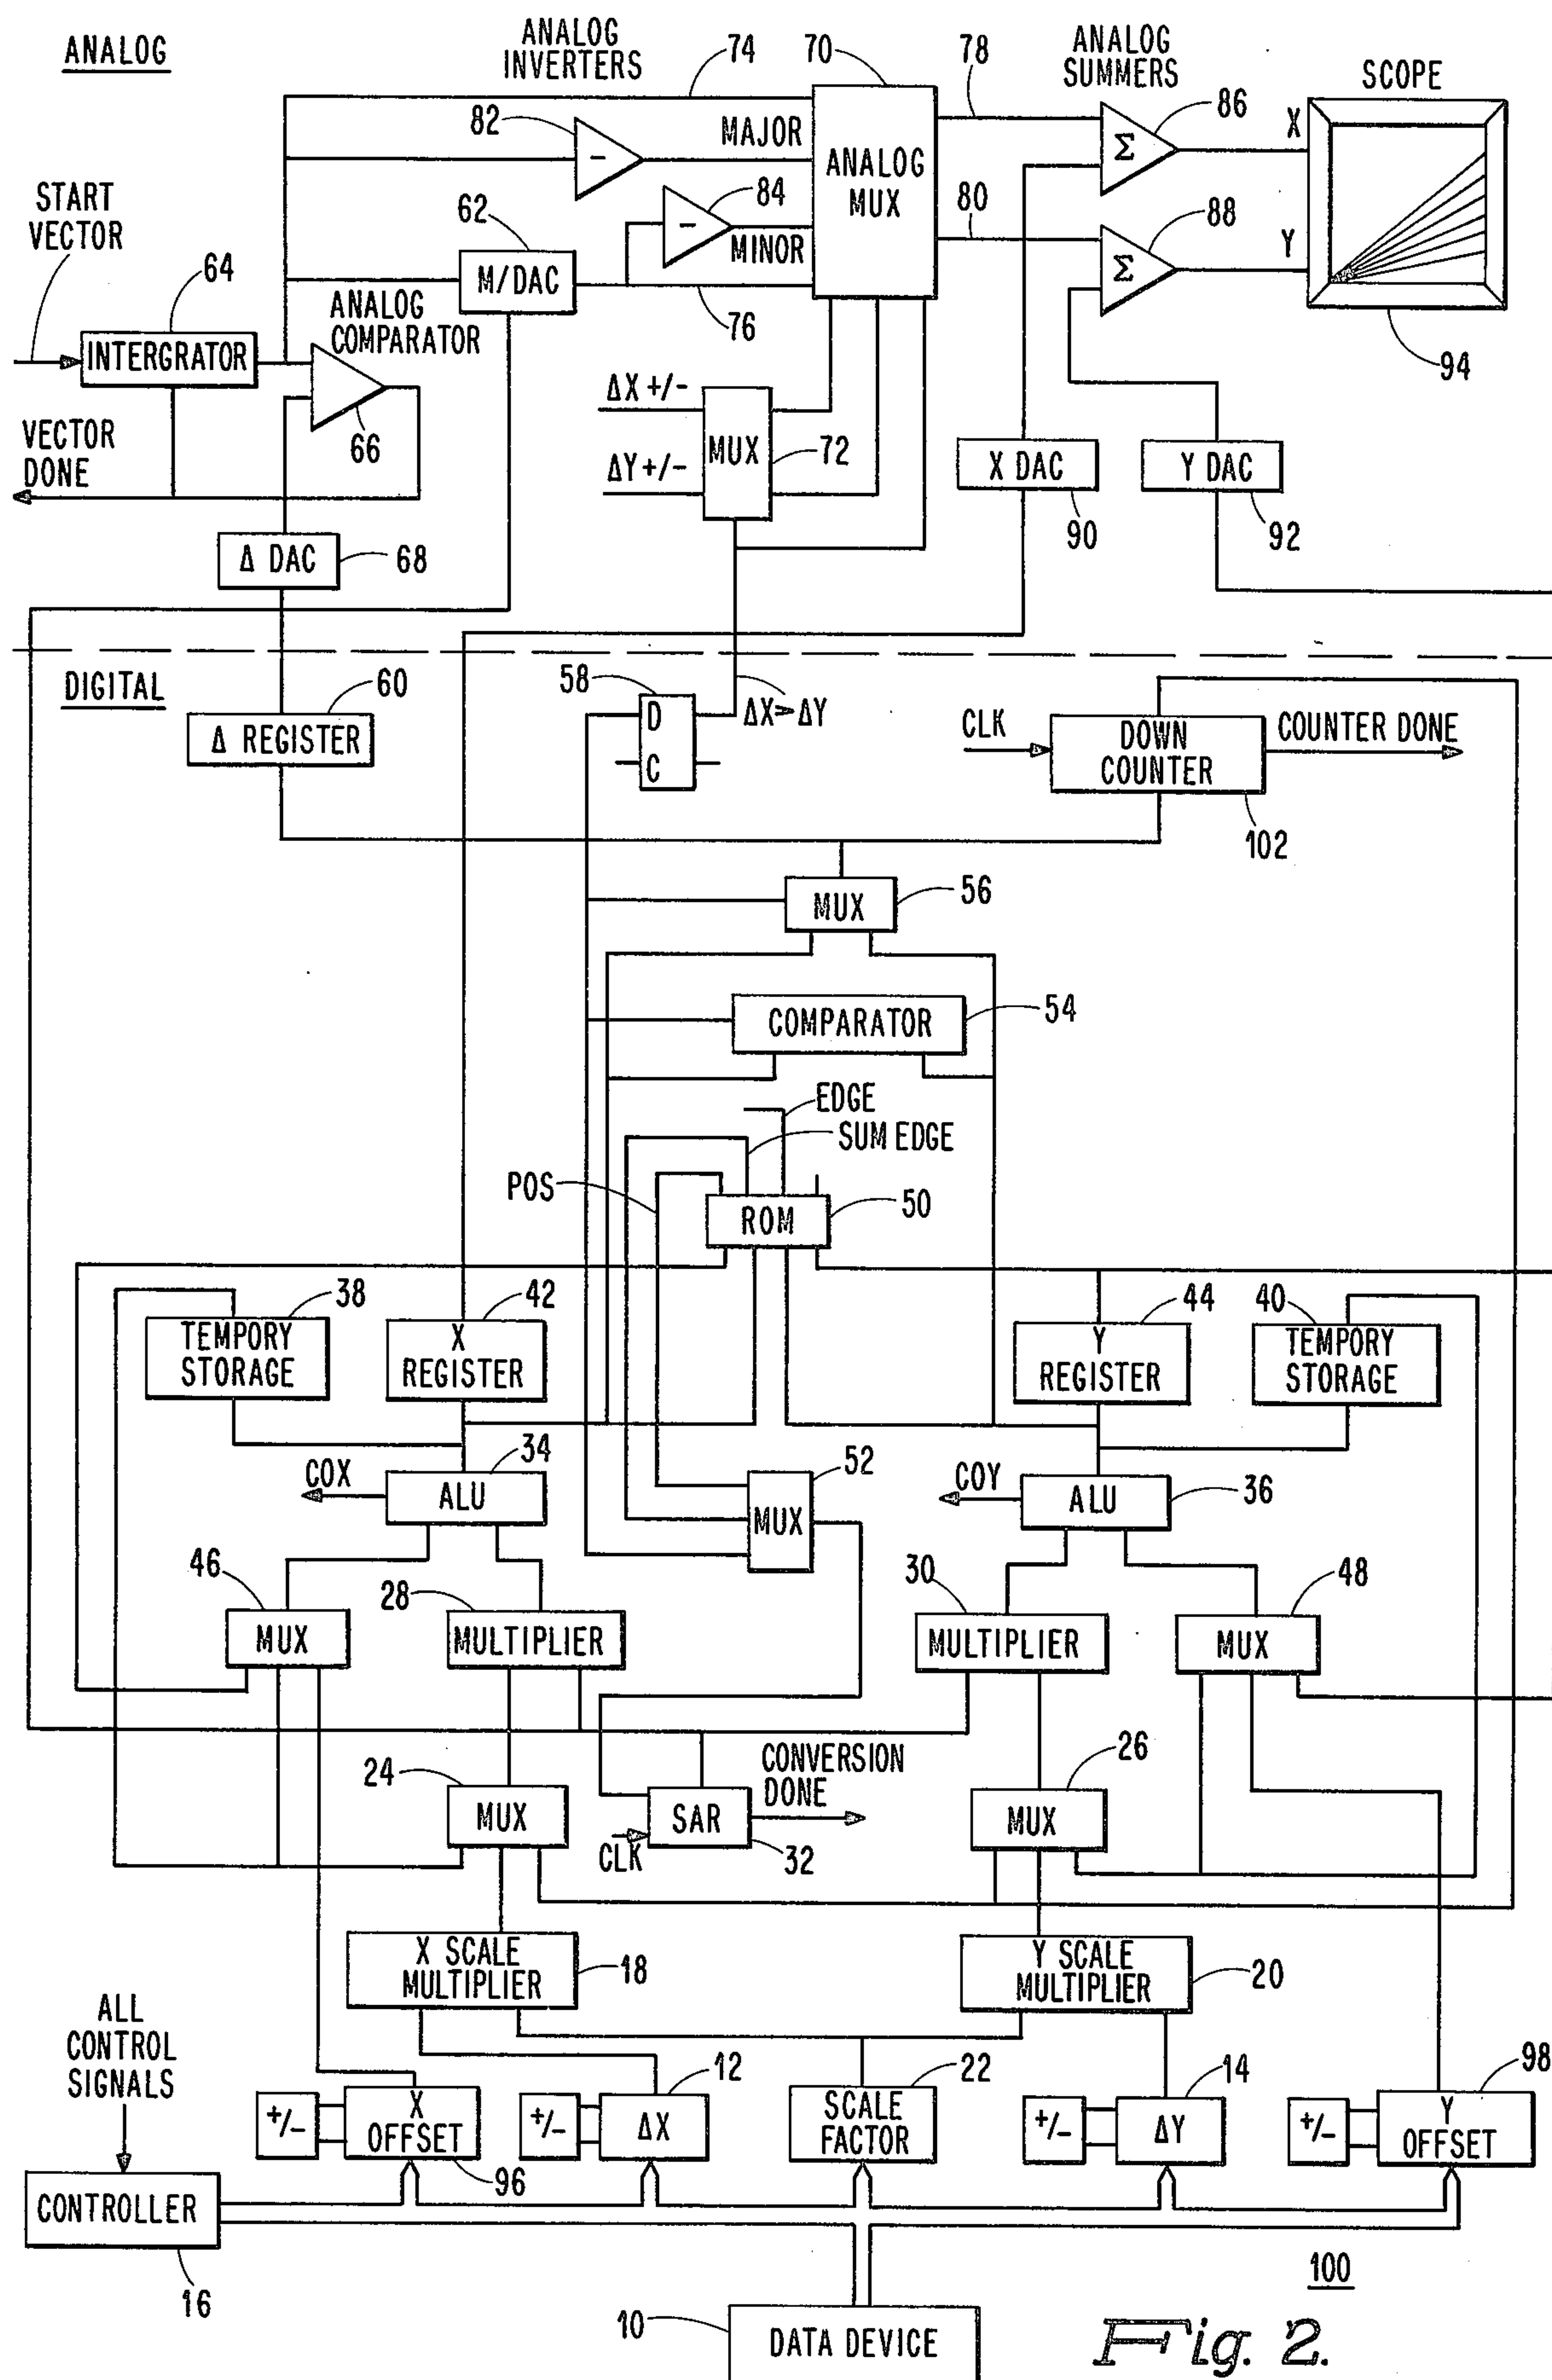 ANALOG
ANALOG
INVERTERS
74
70
78
ANALOG
SUMMERS
SCOPE
82
–
MAJOR
ANALOG
MUX
Σ
86
X
START
VECTOR
62
84
–
MINOR
80
88
Σ
Y
64
M/DAC
76
94
INTERGRATOR
ANALOG
COMPARATOR
66
VECTOR
DONE
ΔX +/-
ΔY +/-
MUX
72
X DAC
90
Y DAC
92
Δ DAC
68
DIGITAL
60
Δ REGISTER
58
D
C
ΔX>ΔY
CLK
DOWN
COUNTER
COUNTER DONE
102
MUX
56
COMPARATOR
54
EDGE
SUM EDGE
POS
ROM
50
38
TEMPORY
STORAGE
42
X
REGISTER
44
Y
REGISTER
40
TEMPORY
STORAGE
COX
34
ALU
52
MUX
COY
ALU
36
46
MUX
28
MULTIPLIER
30
MULTIPLIER
48
MUX
24
MUX
CONVERSION
DONE
SAR
CLK
32
26
MUX
X SCALE
MULTIPLIER
18
Y SCALE
MULTIPLIER
20
ALL
CONTROL
SIGNALS
+/-
X
OFFSET
96
+/-
ΔX
12
SCALE
FACTOR
22
+/-
ΔY
14
+/-
Y
OFFSET
98
CONTROLLER
16
100
10
DATA DEVICE
Fig. 2.